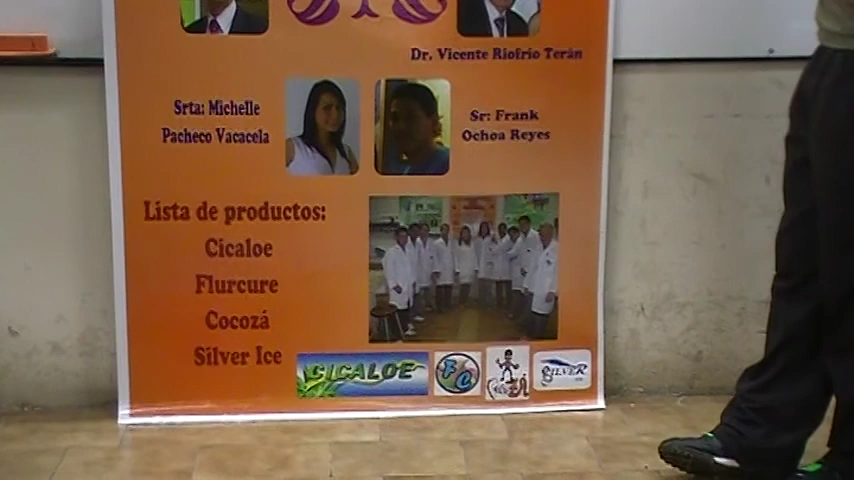 Dr. Vicente Riofrío Terán
Srta: Michelle
Pacheco Vacacela
Sr: Frank
Ochoa Reyes
Lista de productos:
Cicaloe
Flurcure
Cocozá
Silver Ice
CICALOE
FC
SILVER